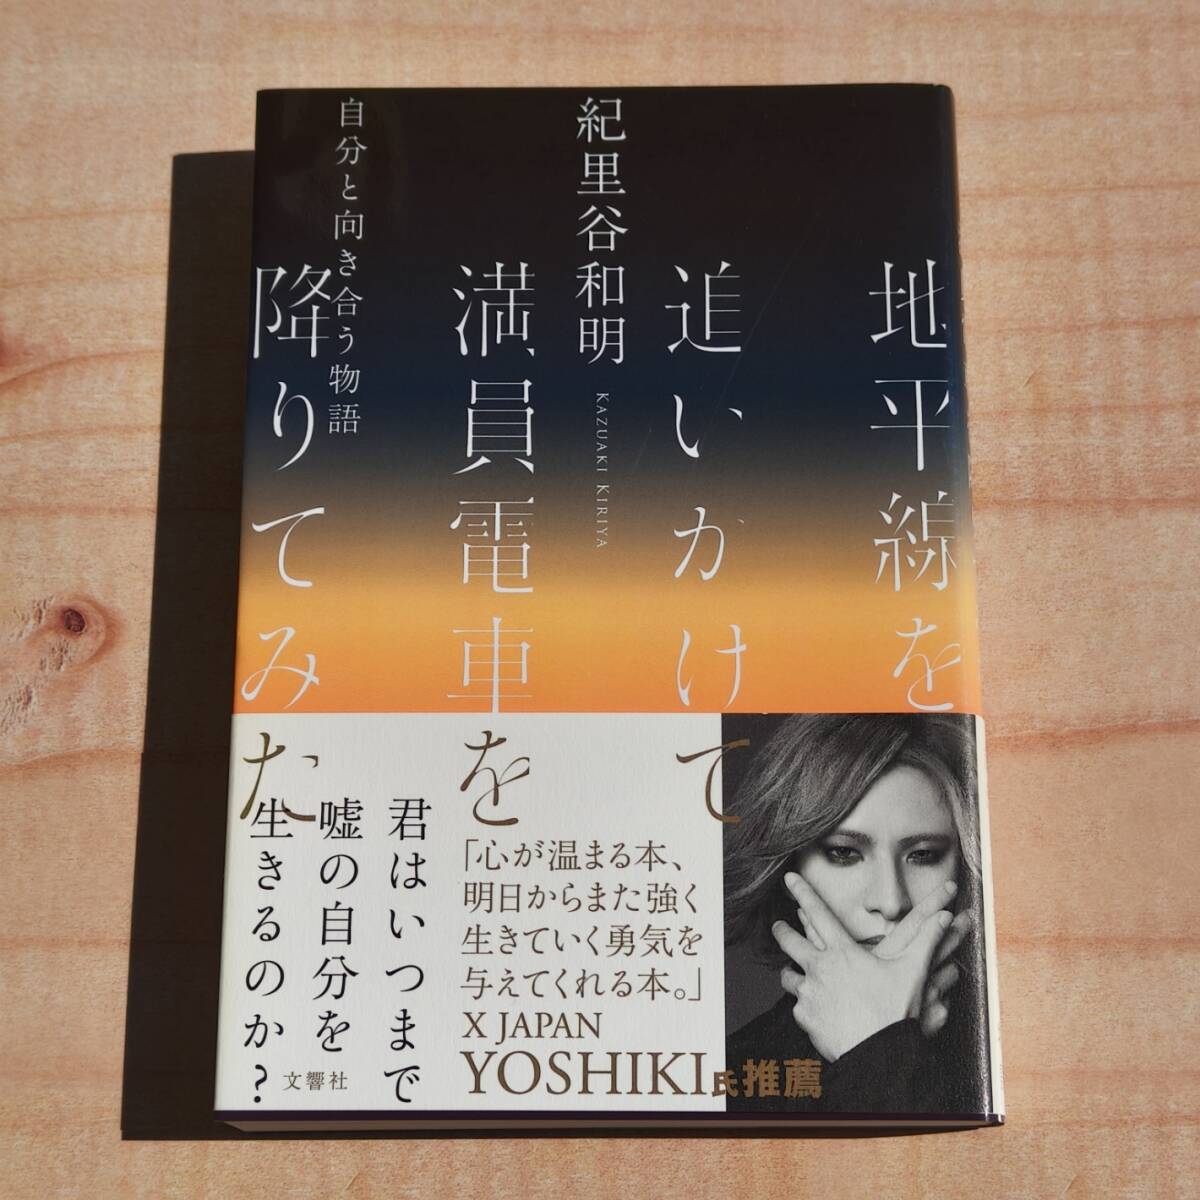 地平線を
追いかけて
満員電車を
降りてみた
自分と向き合う物語
紀里谷和明
KAZUAKI KIRIYA
君はいつまで
嘘の自分を
生きるのか?
「心が温まる本、
明日からまた強く
生きていく勇気を
与えてくれる本。」
X JAPAN
YOSHIKI氏推薦
文響社